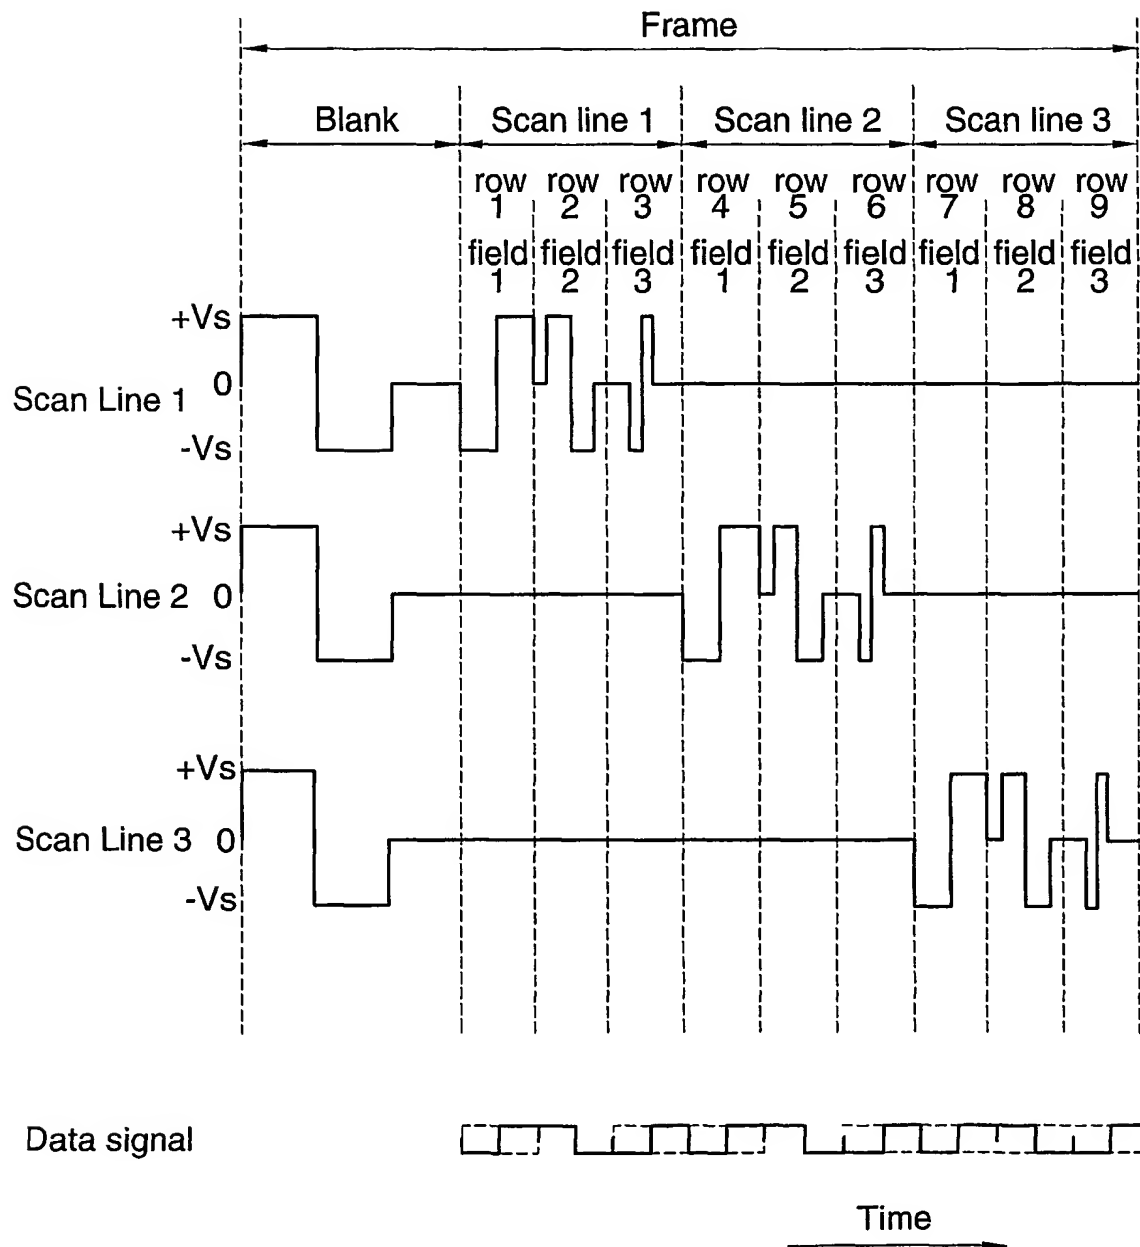 Frame
Blank Scan line 1 Scan line 2 Scan line 3
row row row row row row row row row
1 2 3 4 5 6 7 8 9
field field field field field field field field field
1 2 3 1 2 3 1 2 3
+Vs
Scan Line 1 0
-Vs
+Vs
Scan Line 2 0
-Vs
+Vs
Scan Line 3 0
-Vs
Data signal
Time